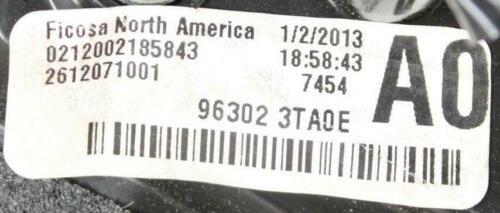 Ficosa North America 1/2/2013
0212002185843 18:58:43
2612071001 7454
A0
96302 3TA0E